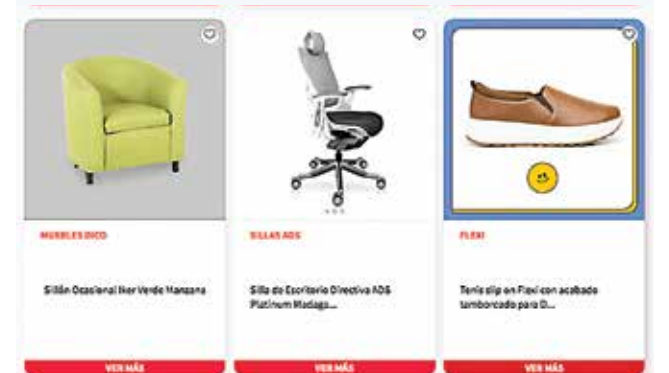 MUEBLES DICO
Sillón Ocasional Iker Verde Manzana
VER MÁS
SILLAS ADS
Silla de Escritorio Directiva ADS
Platinum Madaga...
VER MÁS
FLEXI
Tenis slip on Flexi con acabado
tamboreado para D...
VER MÁS